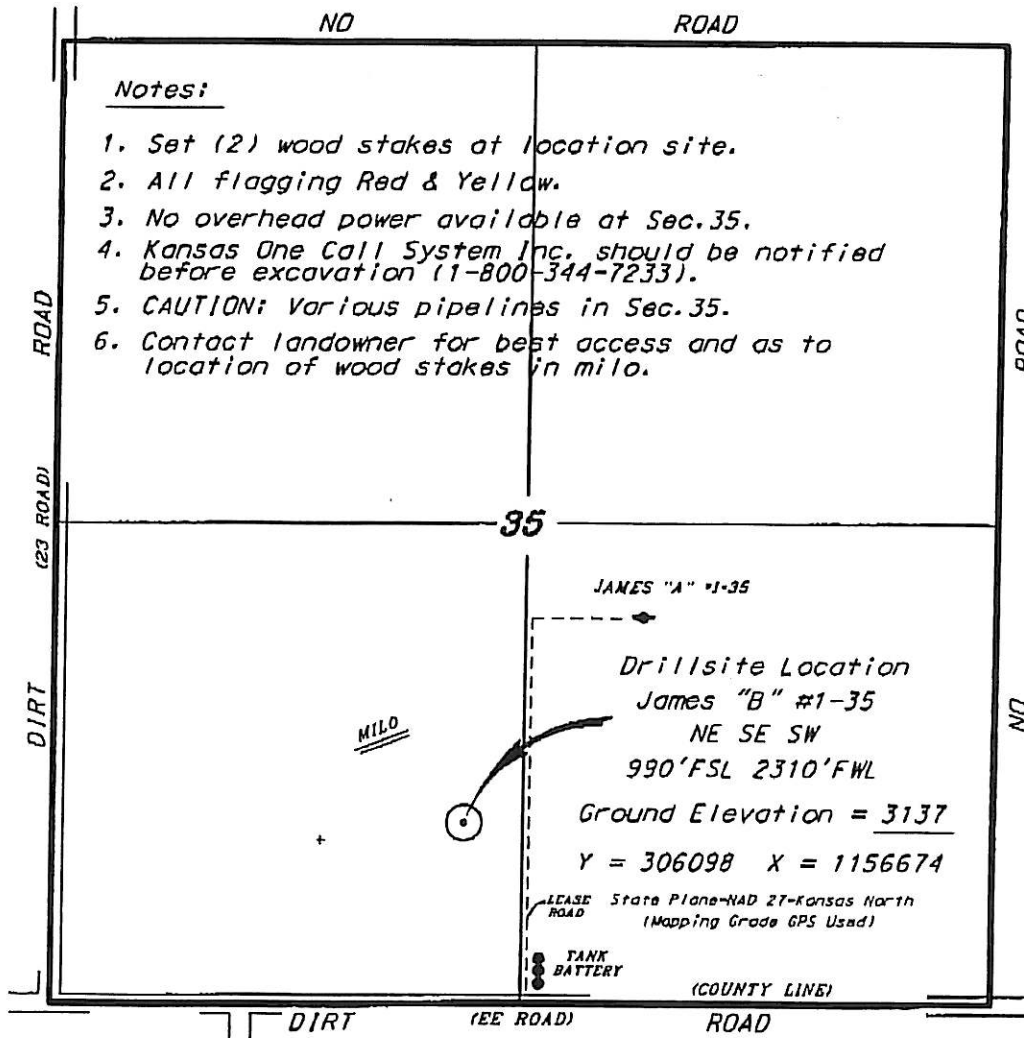 NO ROAD
Notes:
1. Set (2) wood stakes at location site.
2. All flagging Red & Yellow.
3. No overhead power available at Sec.35.
4. Kansas One Call System Inc. should be notified
before excavation (1-800-344-7233).
5. CAUTION: Various pipelines in Sec.35.
6. Contact landowner for best access and as to
location of wood stakes in milo.
ROAD
ROAD
(23 ROAD)
35
JAMES "A" #1-35
Drillsite Location
James "B" #1-35
NE SE SW
990'FSL 2310'FWL
DIRT
MILO
NO
Ground Elevation = 3137
Y = 306098 X = 1156674
LEASE
ROAD
State Plane-NAD 27-Kansas North
(Mapping Grade GPS Used)
TANK
BATTERY
(COUNTY LINE)
DIRT (EE ROAD) ROAD